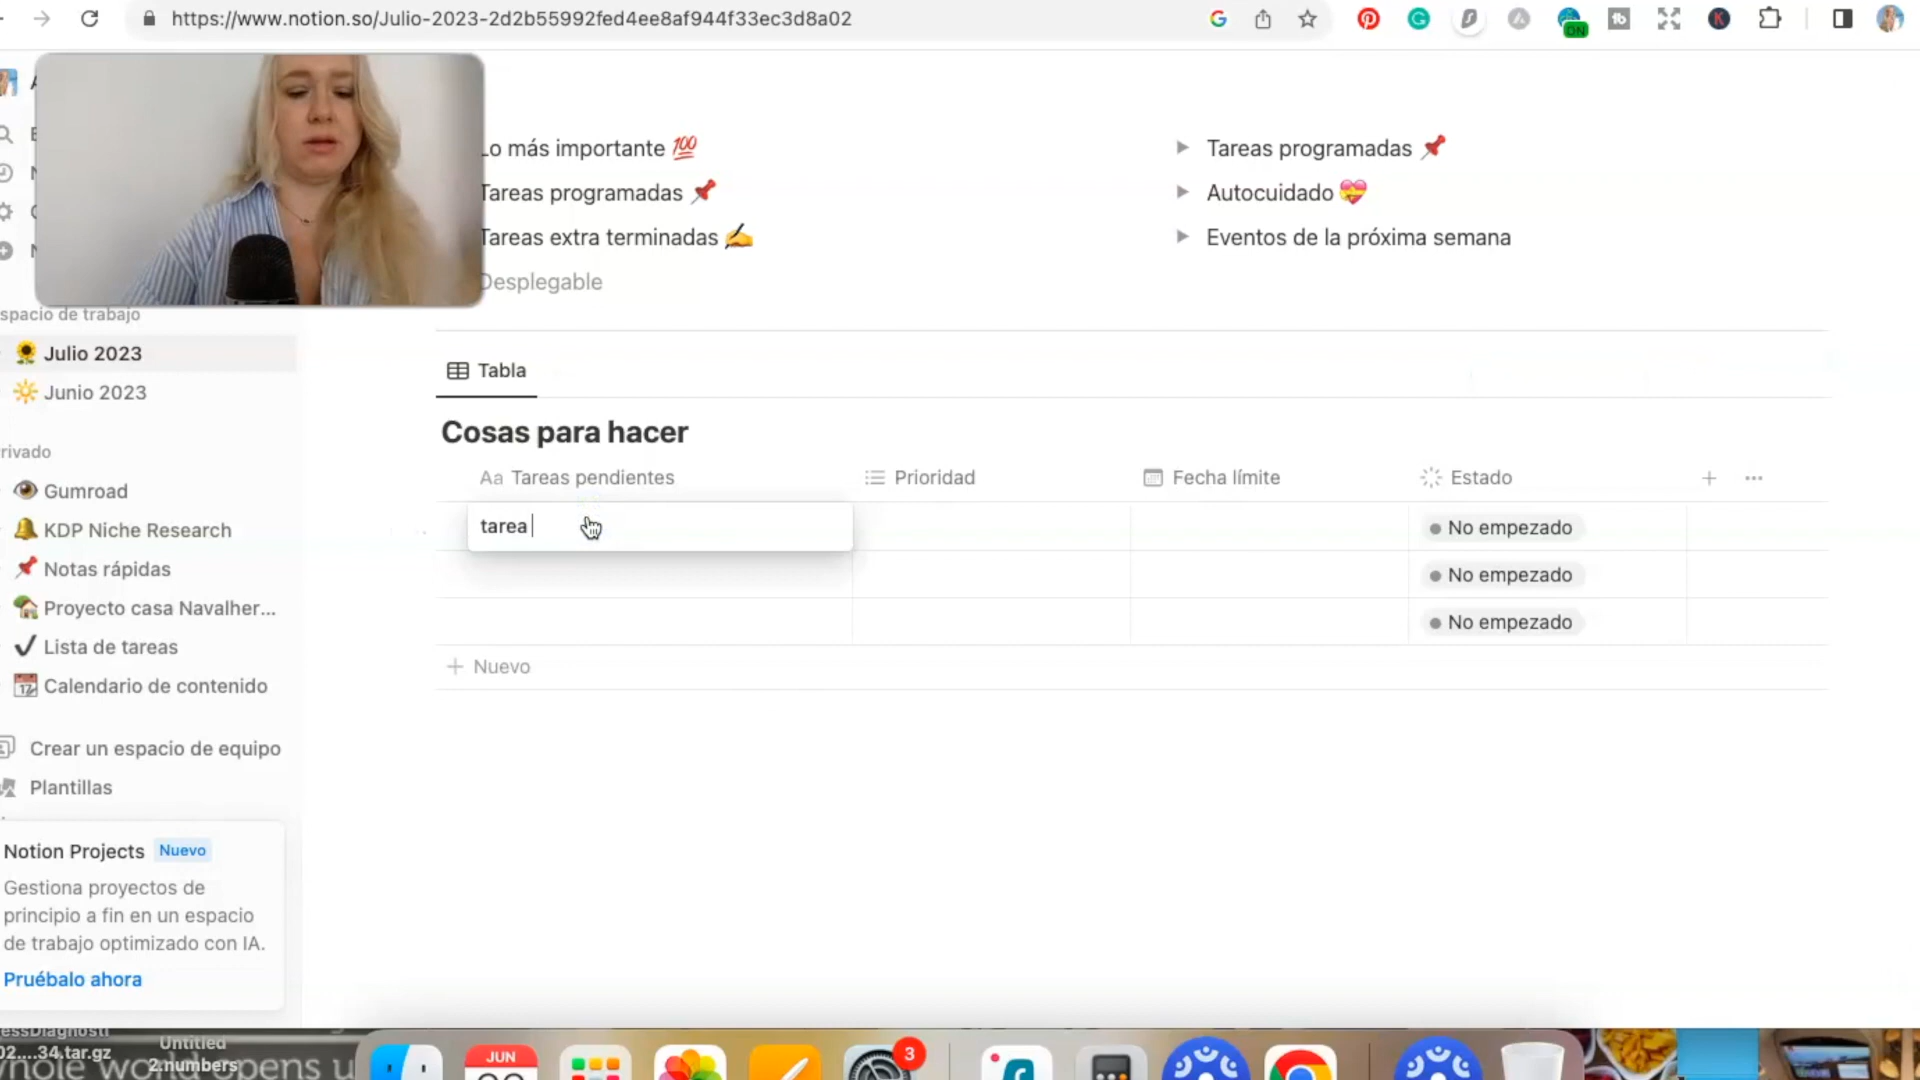 https://www.notion.so/Julio-2023-2d2b55992fed4ee8af944f33ec3d8a02
ON
Lo más importante 💯
Tareas programadas 📌
Tareas extra terminadas ✍️
Desplegable
Tareas programadas 📌
Autocuidado 💝
Eventos de la próxima semana
spacio de trabajo
Julio 2023
Junio 2023
rivado
Gumroad
KDP Niche Research
Notas rápidas
Proyecto casa Navalher...
Lista de tareas
Calendario de contenido
Crear un espacio de equipo
Plantillas
Notion Projects Nuevo
Gestiona proyectos de
principio a fin en un espacio
de trabajo optimizado con IA.
Pruébalo ahora
Tabla
Cosas para hacer
Aa Tareas pendientes Prioridad Fecha límite Estado
tarea No empezado
No empezado
No empezado
+ Nuevo
34.tar.gz
Untitled
2.numbers
JUN
3